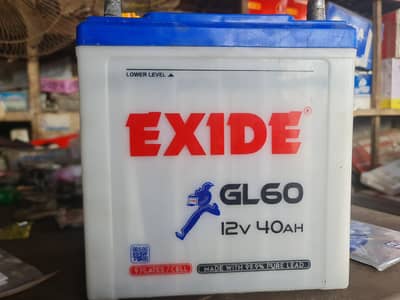 LOWER LEVEL ▲
EXIDE®
GL60
12V 40AH
9 PLATES / CELL
MADE WITH 99.9% PURE LEAD